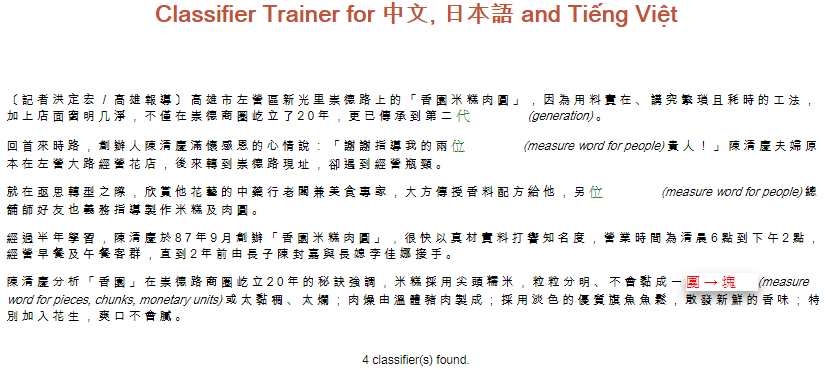 Classifier Trainer for 中文, 日本語 and Tiếng Việt
〔記者洪定宏／高雄報導〕高雄市左營區新光里崇德路上的「香園米糕肉圓」，因為用料實在、講究繁瑣且耗時的工法，
加上店面窗明几淨，不僅在崇德商圈屹立了20年，更已傳承到第二代 (generation)。
回首來時路，創辦人陳清慶滿懷感恩的心情說：「謝謝指導我的兩位 (measure word for people)貴人！」陳清慶夫婦原
本在左營大路經營花店，後來轉到崇德路現址，卻遇到經營瓶頸。
就在亟思轉型之際，欣賞他花藝的中藥行老闆兼美食專家，大方傳授香料配方給他，另位 (measure word for people)總
舖師好友也義務指導製作米糕及肉圓。
經過半年學習，陳清慶於87年9月創辦「香園米糕肉圓」，很快以真材實料打響知名度，營業時間為清晨6點到下午2點，
經營早餐及午餐客群，直到2年前由長子陳封嘉與長媳李佳娜接手。
陳清慶分析「香園」在崇德路商圈屹立20年的秘訣強調，米糕採用尖頭糯米，粒粒分明、不會黏成一團 → 塊 (measure
word for pieces, chunks, monetary units)或太黏稠、太爛；肉燥由溫體豬肉製成；採用淡色的優質旗魚魚鬆，散發新鮮的香味；特
別加入花生，爽口不會膩。
4 classifier(s) found.